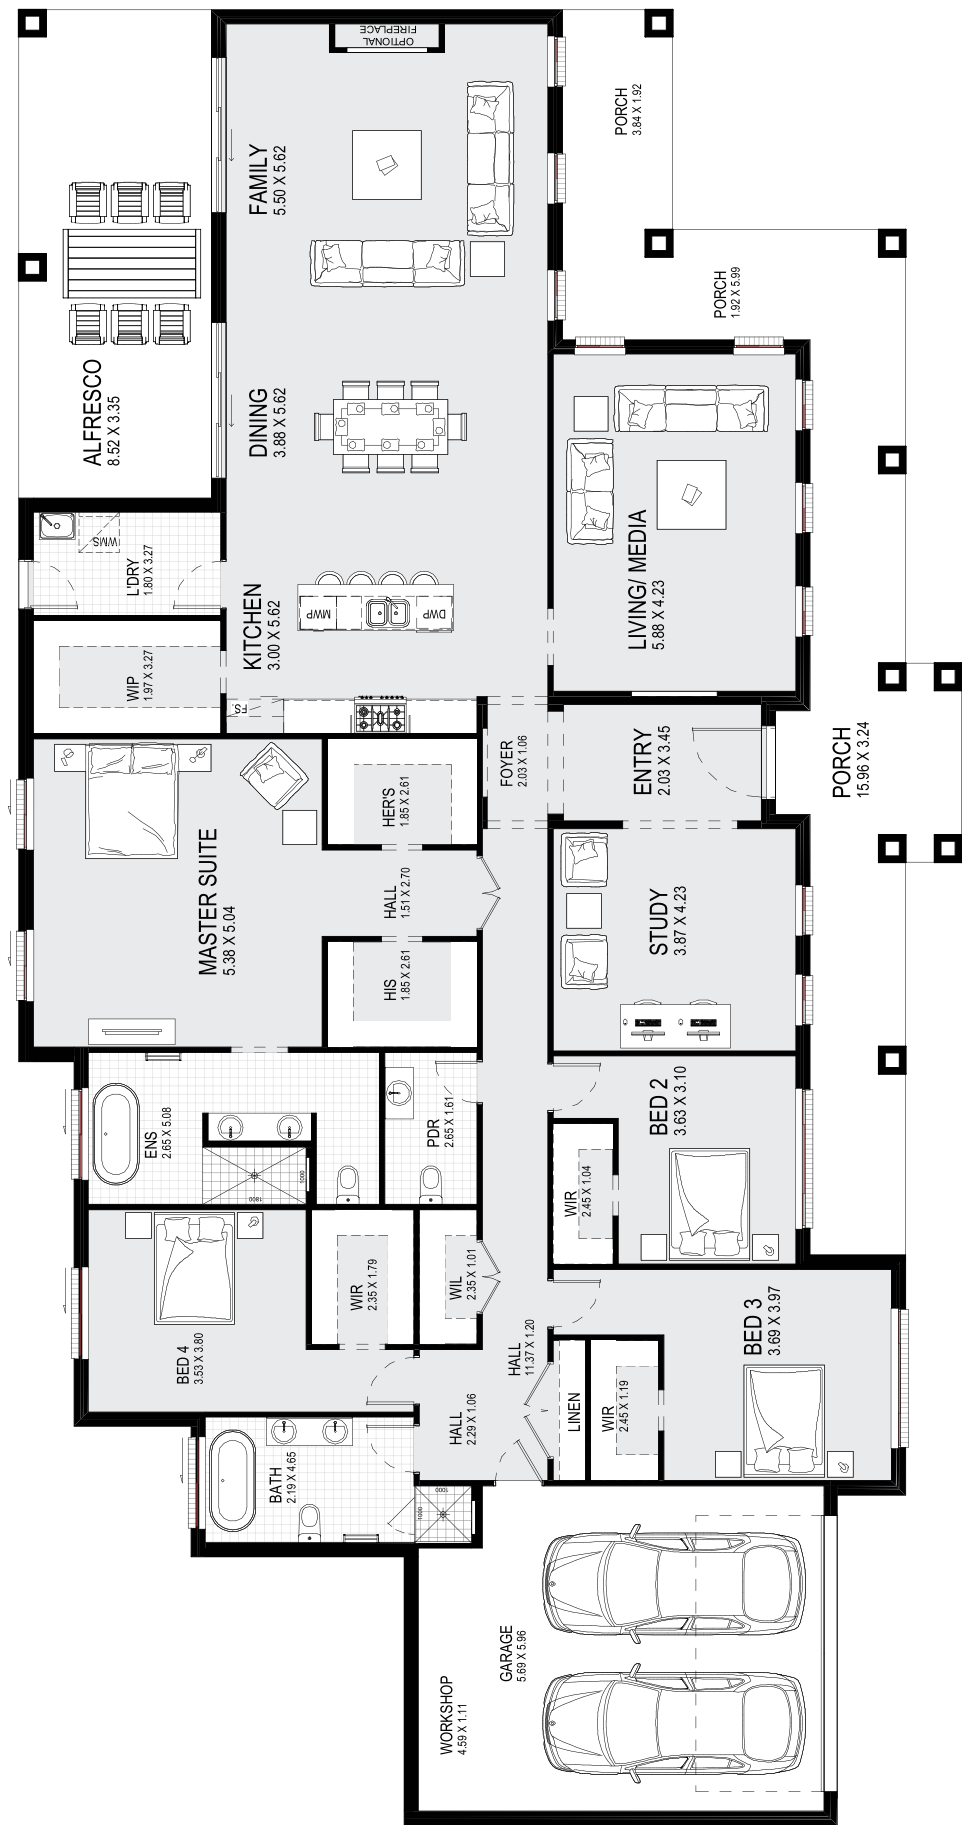 OPTIONAL
FIREPLACE
PORCH
3.84 X 1.92
FAMILY
5.50 X 5.62
PORCH
1.92 X 5.99
ALFRESCO
8.52 X 3.35
DINING
3.88 X 5.62
WMS
L'DRY
1.80 X 3.27
LIVING/ MEDIA
5.88 X 4.23
KITCHEN
3.00 X 5.62
MWP
DWP
WIP
1.97 X 3.27
FS.
FOYER
2.03 X 1.06
ENTRY
2.03 X 3.45
PORCH
15.96 X 3.24
HER'S
1.85 X 2.61
MASTER SUITE
5.38 X 5.04
HALL
1.51 X 2.70
STUDY
3.87 X 4.23
HIS
1.85 X 2.61
ENS
2.65 X 5.08
PDR
2.65 X 1.61
BED 2
3.63 X 3.10
1000
1800
WIR
2.45 X 1.04
WIR
2.35 X 1.79
WIL
2.35 X 1.01
BED 4
3.53 X 3.80
HALL
11.37 X 1.20
BED 3
3.69 X 3.97
HALL
2.29 X 1.06
LINEN
WIR
2.45 X 1.19
BATH
2.19 X 4.65
1000
1000
GARAGE
5.69 X 5.96
WORKSHOP
4.59 X 1.11